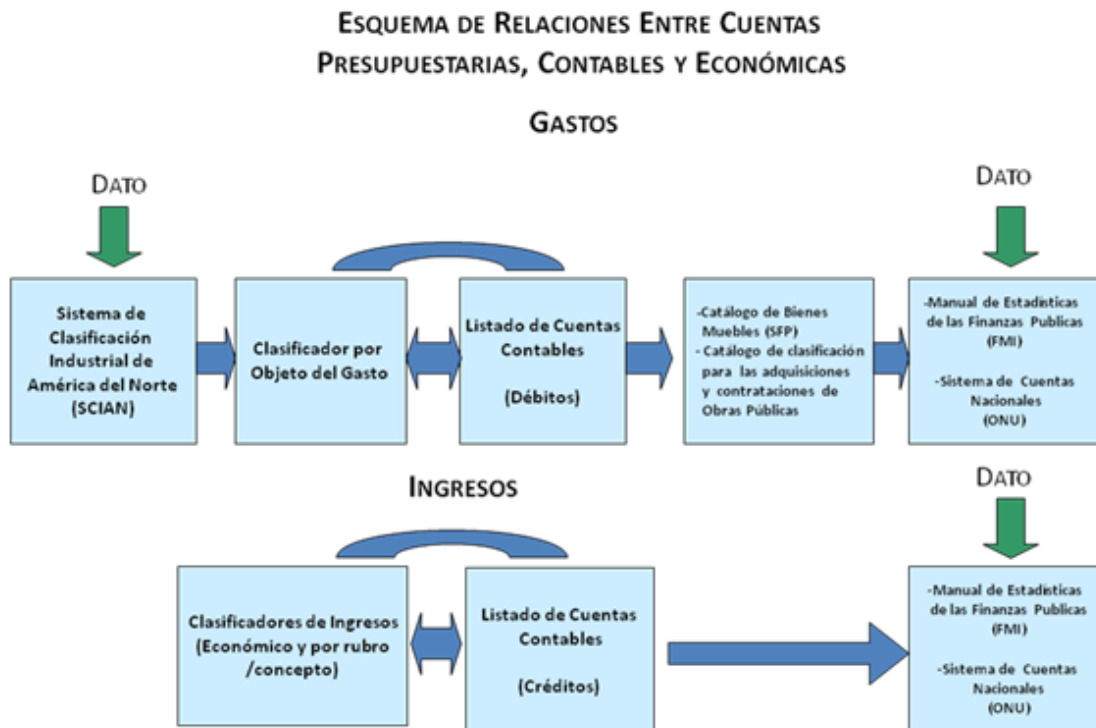 ESQUEMA DE RELACIONES ENTRE CUENTAS
PRESUPUESTARIAS, CONTABLES Y ECONÓMICAS
GASTOS
DATO
DATO
Sistema de
Clasificación
Industrial de
América del Norte
(SCIAN)
Clasificador por
Objeto del Gasto
Listado de Cuentas
Contables
(Débitos)
-Catálogo de Bienes
Muebles (SFP)
- Catálogo de clasificación
para las adquisiciones
y contrataciones de
Obras Públicas
-Manual de Estadísticas
de las Finanzas Publicas
(FMI)
-Sistema de Cuentas
Nacionales
(ONU)
INGRESOS
DATO
Clasificadores de Ingresos
(Económico y por rubro
/concepto)
Listado de Cuentas
Contables
(Créditos)
-Manual de Estadísticas
de las Finanzas Publicas
(FMI)
-Sistema de Cuentas
Nacionales
(ONU)